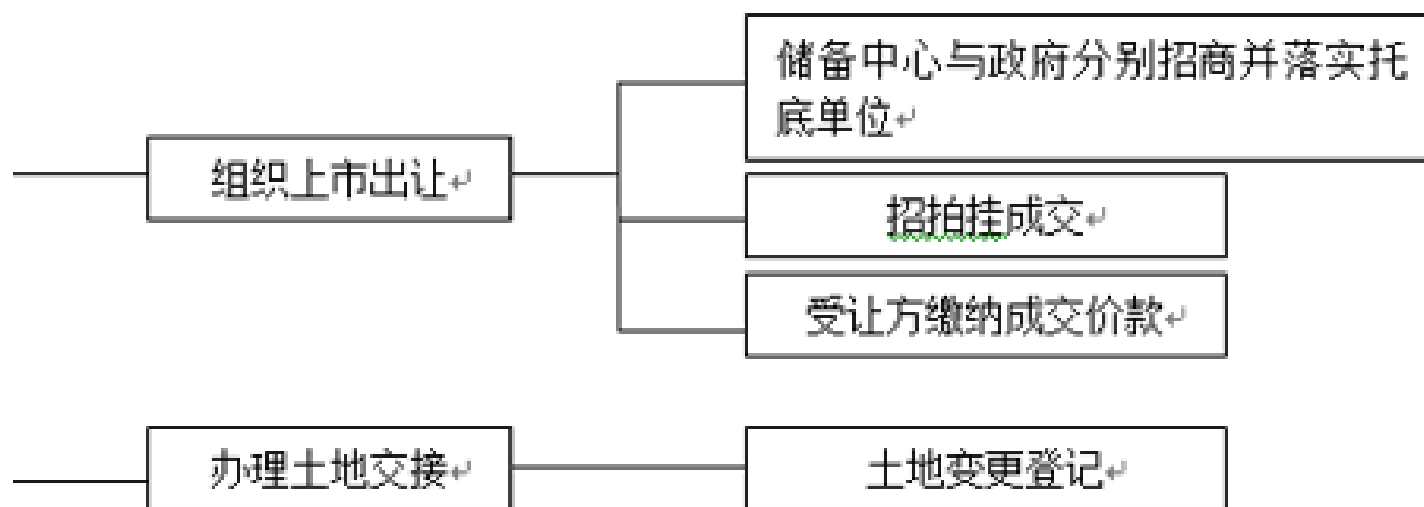 储备中心与政府分别招商并落实托
底单位
组织上市出让
招拍挂成交
受让方缴纳成交价款
办理土地交接
土地变更登记